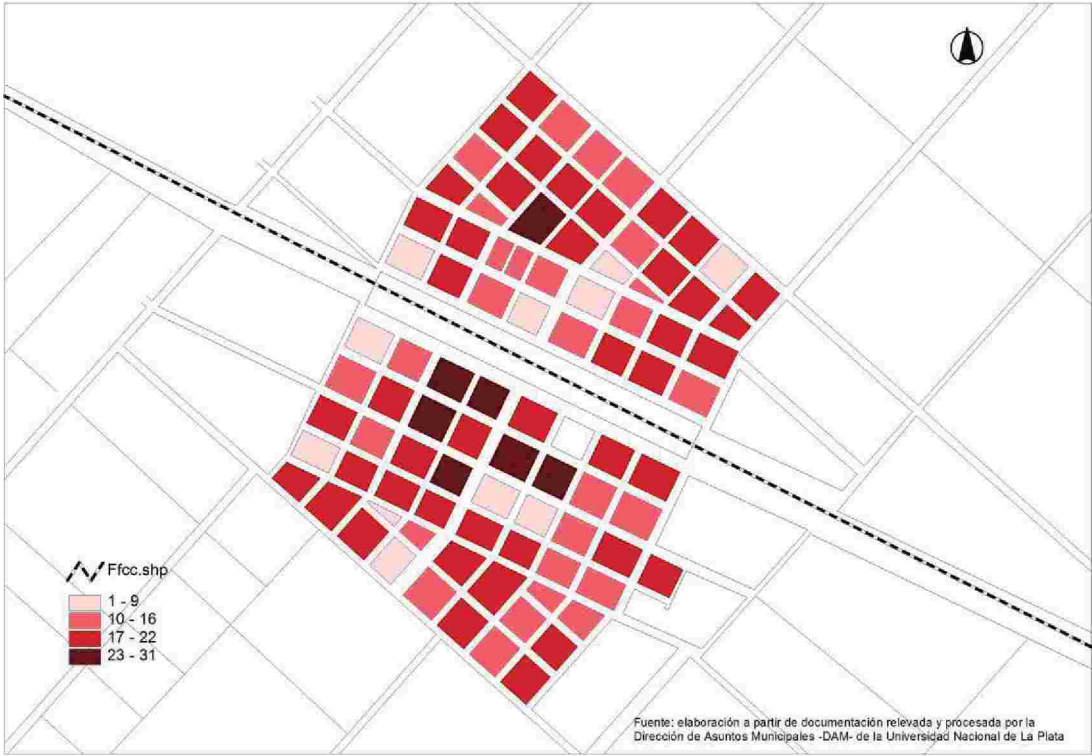 Ffcc.shp
1 - 9
10 - 16
17 - 22
23 - 31
Fuente: elaboración a partir de documentación relevada y procesada por la
Dirección de Asuntos Municipales -DAM- de la Universidad Nacional de La Plata